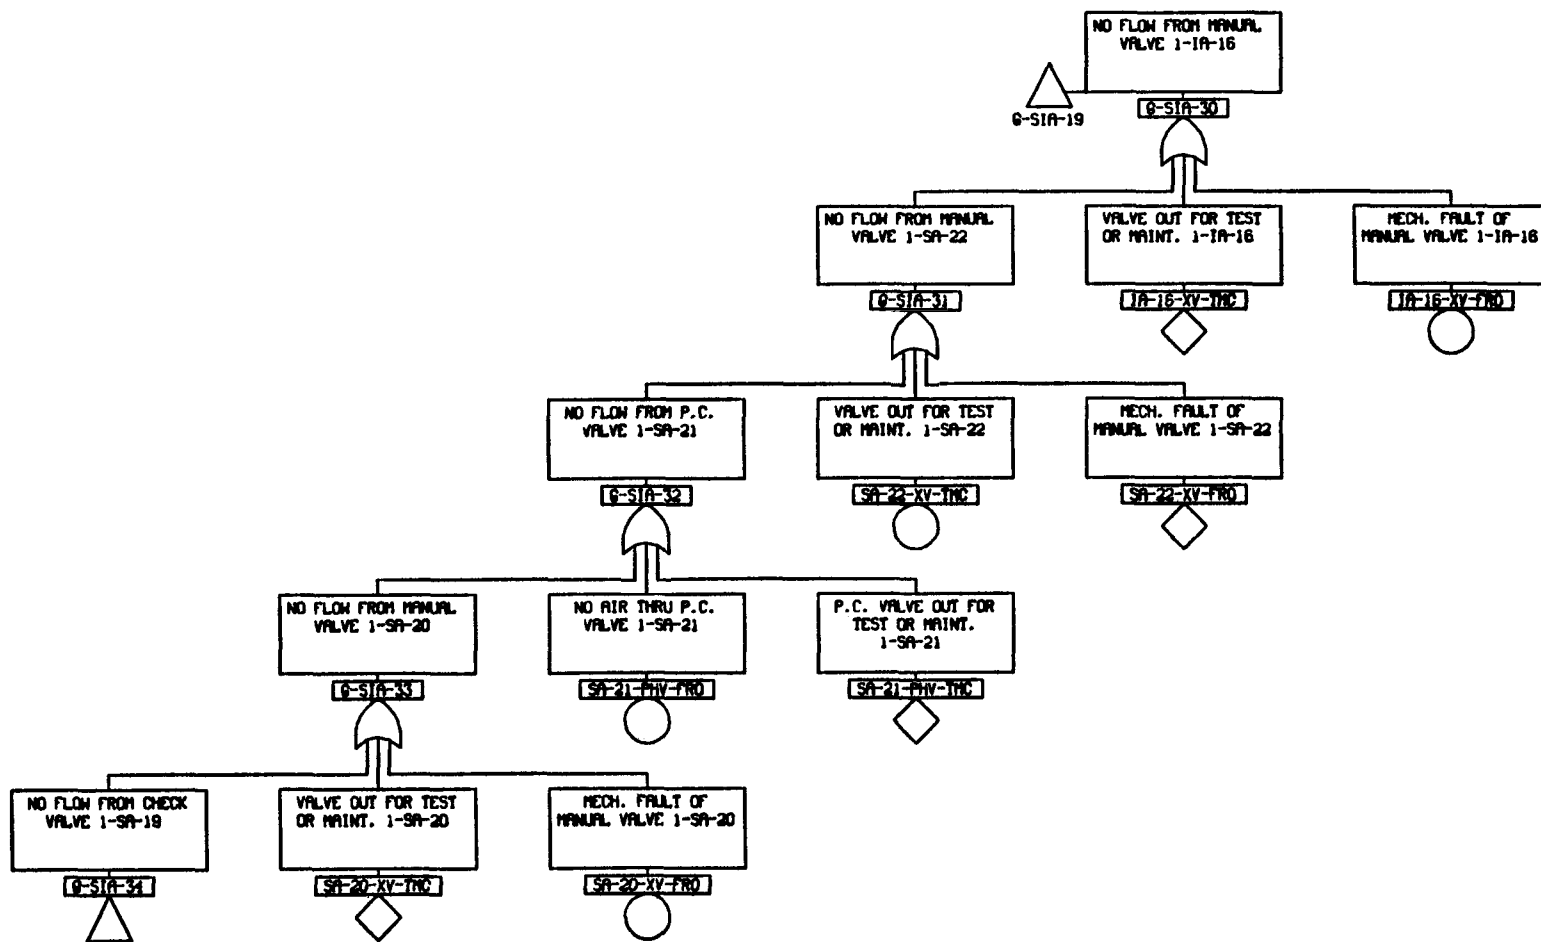 NO FLOW FROM MANUAL
VALVE 1-IA-16
G-SIA-19
G-SIA-30
NO FLOW FROM MANUAL
VALVE 1-SA-22
VALVE OUT FOR TEST
OR MAINT. 1-IA-16
MECH. FAULT OF
MANUAL VALVE 1-IA-16
G-SIA-31
IA-16-XV-TMC
IA-16-XV-FRO
NO FLOW FROM P.C.
VALVE 1-SA-21
VALVE OUT FOR TEST
OR MAINT. 1-SA-22
MECH. FAULT OF
MANUAL VALVE 1-SA-22
G-SIA-32
SA-22-XV-TMC
SA-22-XV-FRO
NO FLOW FROM MANUAL
VALVE 1-SA-20
NO AIR THRU P.C.
VALVE 1-SA-21
P.C. VALVE OUT FOR
TEST OR MAINT.
1-SA-21
G-SIA-33
SA-21-PHV-FRO
SA-21-PHV-TMC
NO FLOW FROM CHECK
VALVE 1-SA-19
VALVE OUT FOR TEST
OR MAINT. 1-SA-20
MECH. FAULT OF
MANUAL VALVE 1-SA-20
G-SIA-34
SA-20-XV-TMC
SA-20-XV-FRO